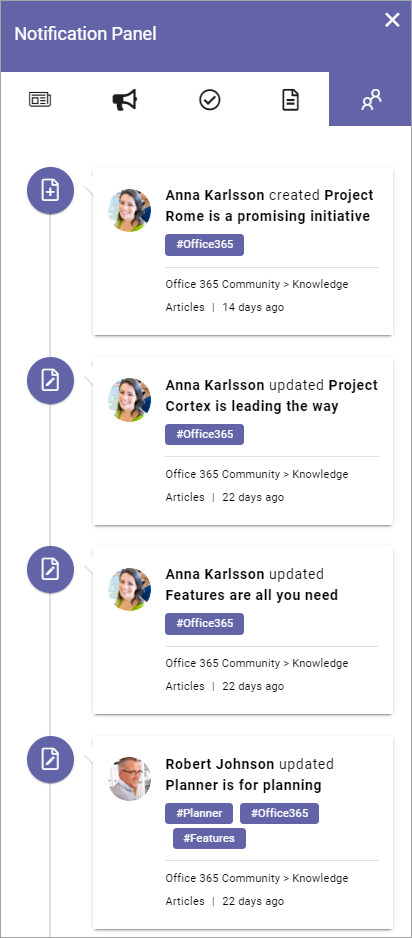 Notification Panel
Anna Karlsson created Project
Rome is a promising initiative
#Office365
Office 365 Community > Knowledge
Articles | 14 days ago
Anna Karlsson updated Project
Cortex is leading the way
#Office365
Office 365 Community > Knowledge
Articles | 22 days ago
Anna Karlsson updated
Features are all you need
#Office365
Office 365 Community > Knowledge
Articles | 22 days ago
Robert Johnson updated
Planner is for planning
#Planner #Office365
#Features
Office 365 Community > Knowledge
Articles | 22 days ago